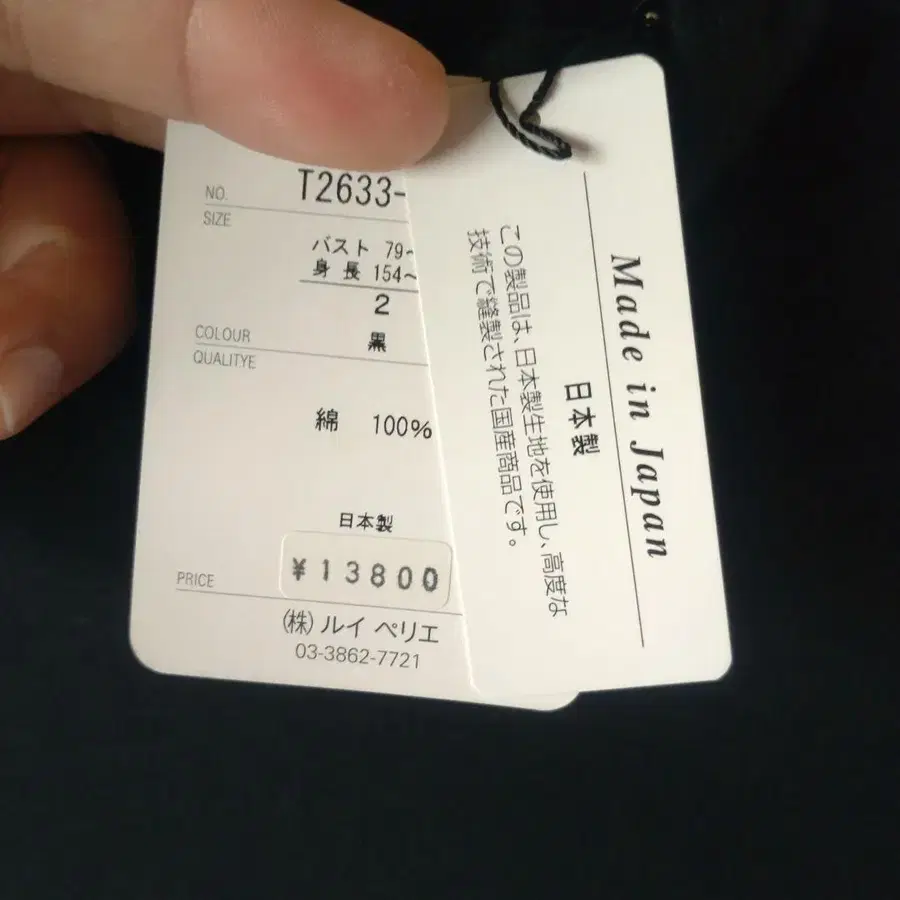 NO.
T2633-
SIZE
バスト 79~
身長 154~
2
COLOUR
黒
QUALITYE
綿 100%
日本製
¥13800
PRICE
(株) ルイ ペリエ
03-3862-7721
Made in Japan
日本製
この製品は、日本製生地を使用し、高度な
技術で縫製された国産商品です。